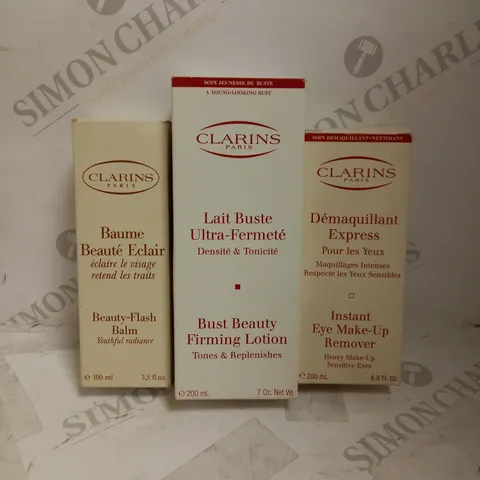 SIMON CHARLES
CLARINS
PARIS
Baume
Beauté Eclair
éclaire le visage
retend les traits
Beauty-Flash
Balm
Youthful radiance
e 100 ml
3,5 fl. oz.
SOIN JEUNESSE DU BUSTE
A YOUNG-LOOKING BUST
CLARINS
PARIS
Lait Buste
Ultra-Fermeté
Densité & Tonicité
Bust Beauty
Firming Lotion
Tones & Replenishes
e 200 mL
7 Oz. Net Wt
SOIN DÉMAQUILLANT-NETTOYANT
CLARINS
PARIS
Démaquillant
Express
Pour les Yeux
Maquillages Intenses
Respecte les Yeux Sensibles
Instant
Eye Make-Up
Remover
Heavy Make-Up
Sensitive Eyes
e 200 mL
6.8 Fl. Oz.